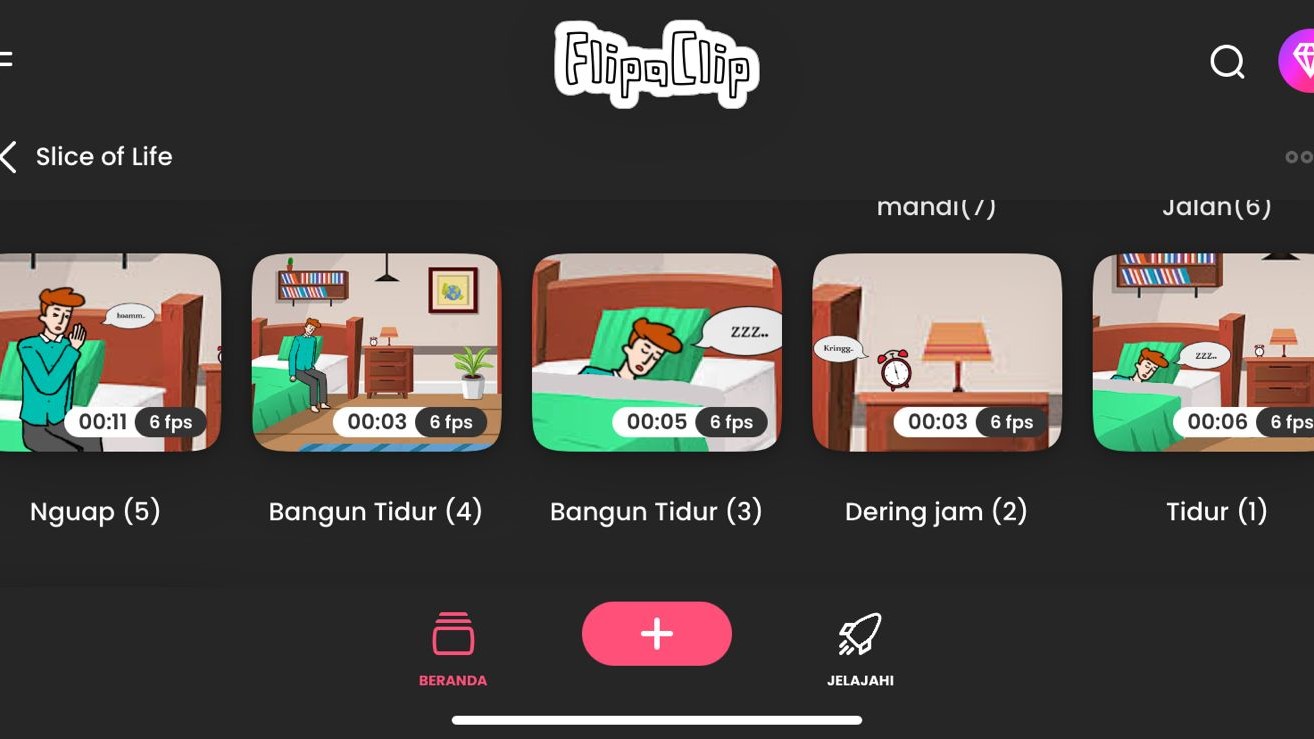 FlipaClip
Slice of Life
mandi(7)
Jalan(6)
hoamm..
00:11 6 fps
00:03 6 fps
ZZZ..
00:05 6 fps
Kringg..
00:03 6 fps
ZZZ..
00:06 6 fps
Nguap (5)
Bangun Tidur (4)
Bangun Tidur (3)
Dering jam (2)
Tidur (1)
BERANDA
JELAJAHI